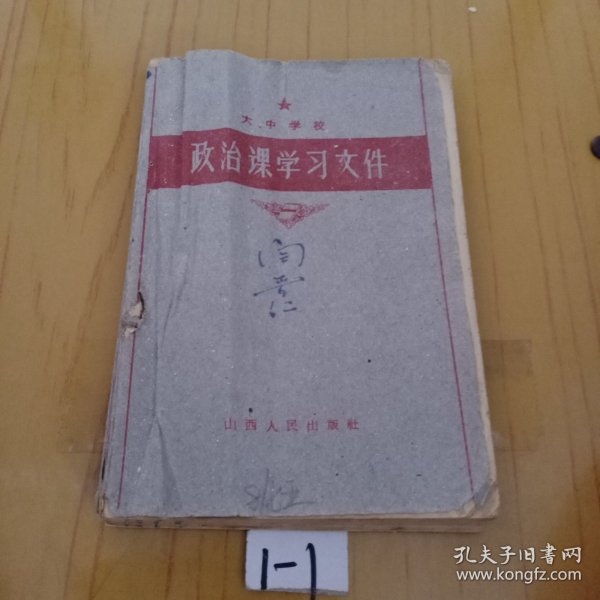 大中学校
政治课学习文件
一
山西人民出版社
1-1
孔夫子旧书网
www.kongfz.com